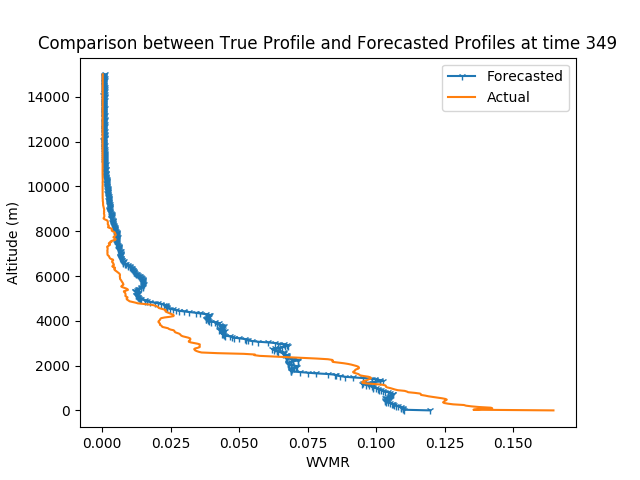 Comparison between True Profile and Forecasted Profiles at time 349
Forecasted
Actual
14000
12000
10000
8000
6000
4000
2000
0
Altitude (m)
0.000 0.025 0.050 0.075 0.100 0.125 0.150
WVMR